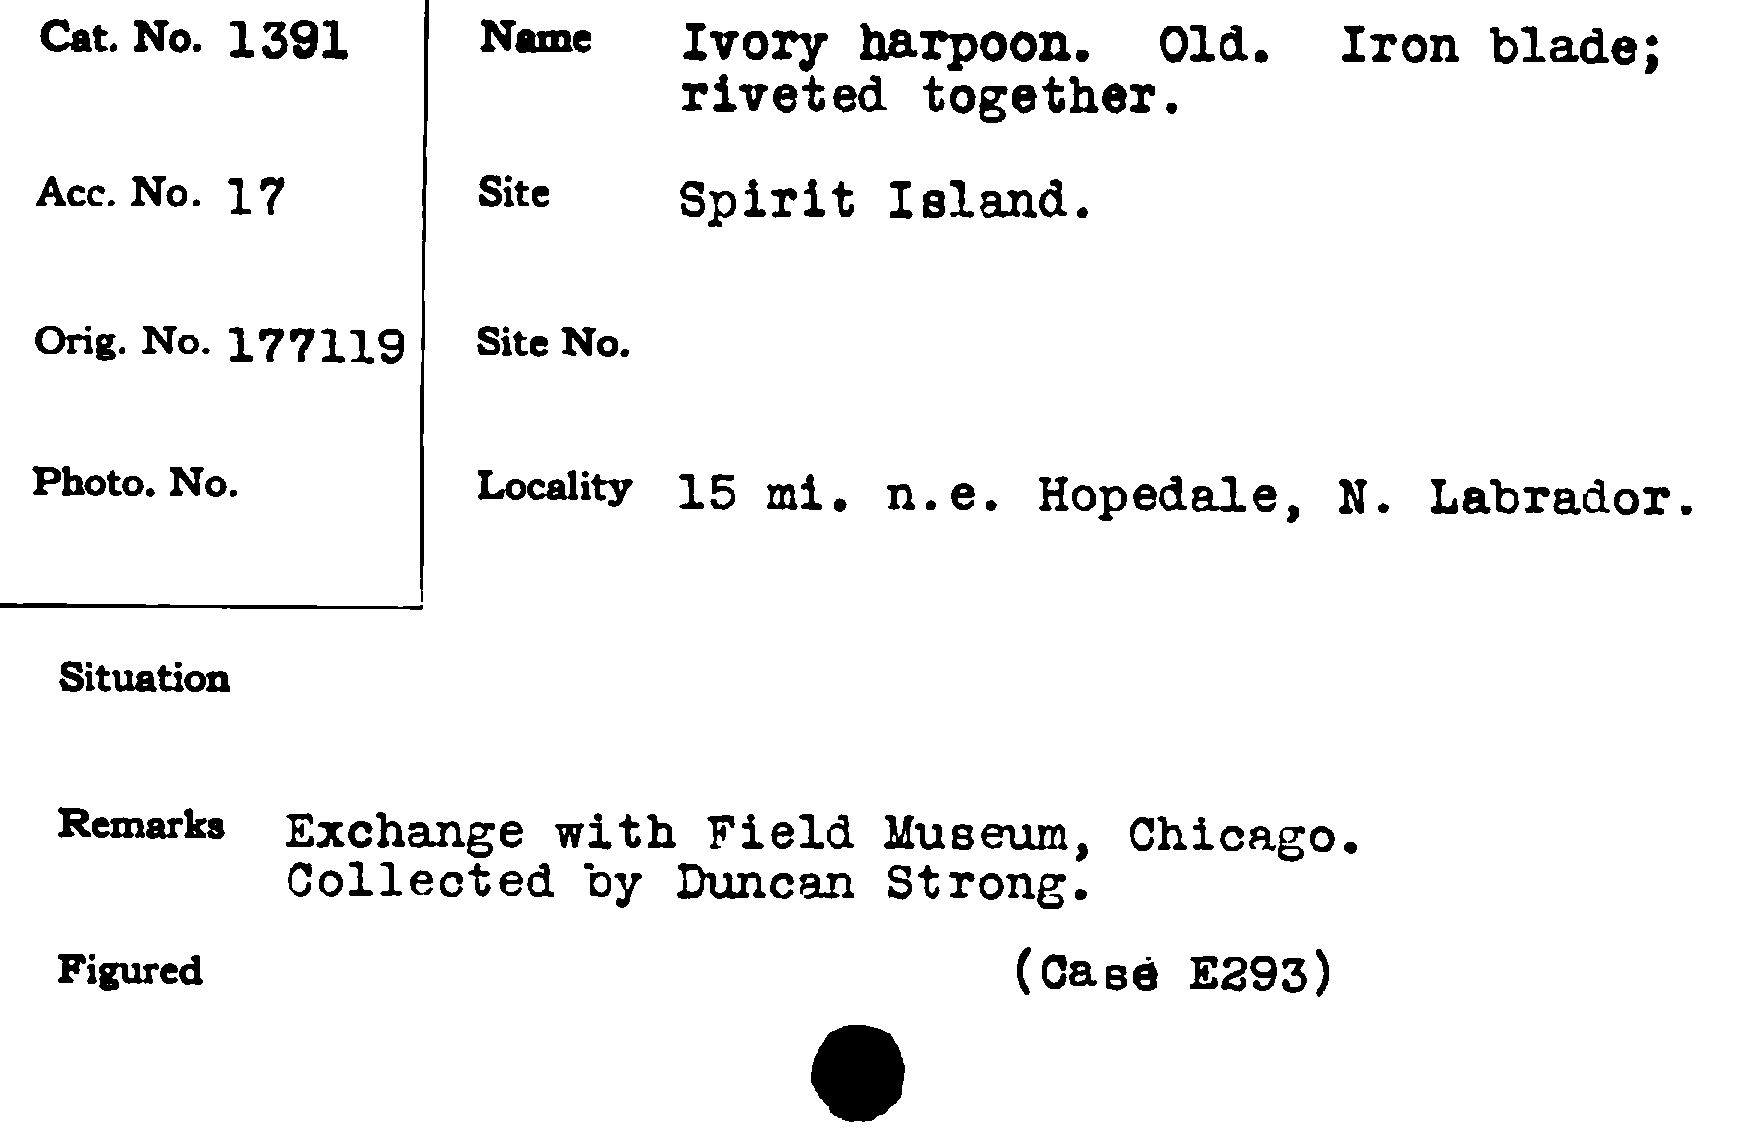 Cat. No. 1391
Name Ivory harpoon. Old. Iron blade;
riveted together.
Acc. No. 17
Site Spirit Island.
Orig. No. 177119
Site No.
Photo. No.
Locality 15 mi. n.e. Hopedale, N. Labrador.
Situation
Remarks Exchange with Field Museum, Chicago.
Collected by Duncan Strong.
Figured (Case E293)